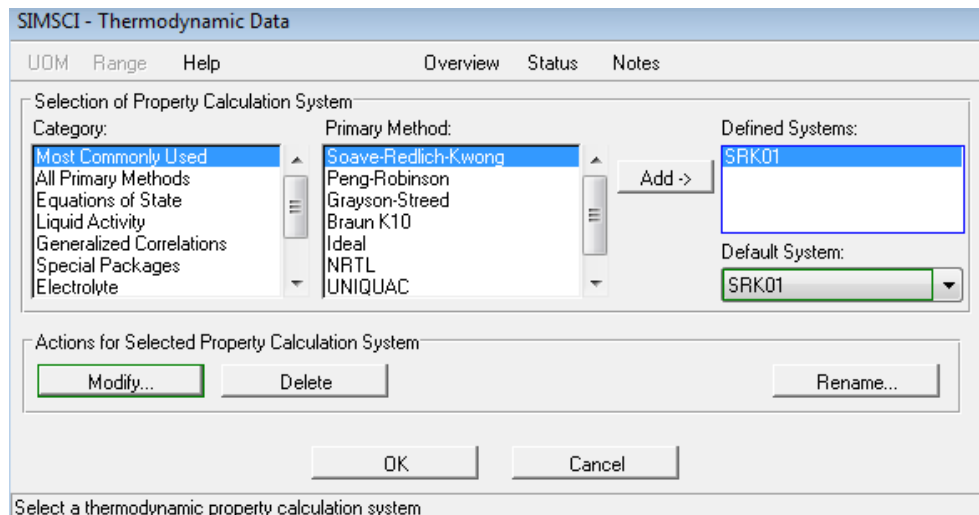 SIMSCI - Thermodynamic Data
UOM Range Help Overview Status Notes
Selection of Property Calculation System
Category: Primary Method: Defined Systems:
Most Commonly Used Soave-Redlich-Kwong SRK01
All Primary Methods Peng-Robinson Add ->
Equations of State Grayson-Streed
Liquid Activity Braun K10
Generalized Correlations Ideal Default System:
Special Packages NRTL SRK01
Electrolyte UNIQUAC
Actions for Selected Property Calculation System
Modify... Delete Rename...
OK Cancel
Select a thermodynamic property calculation system